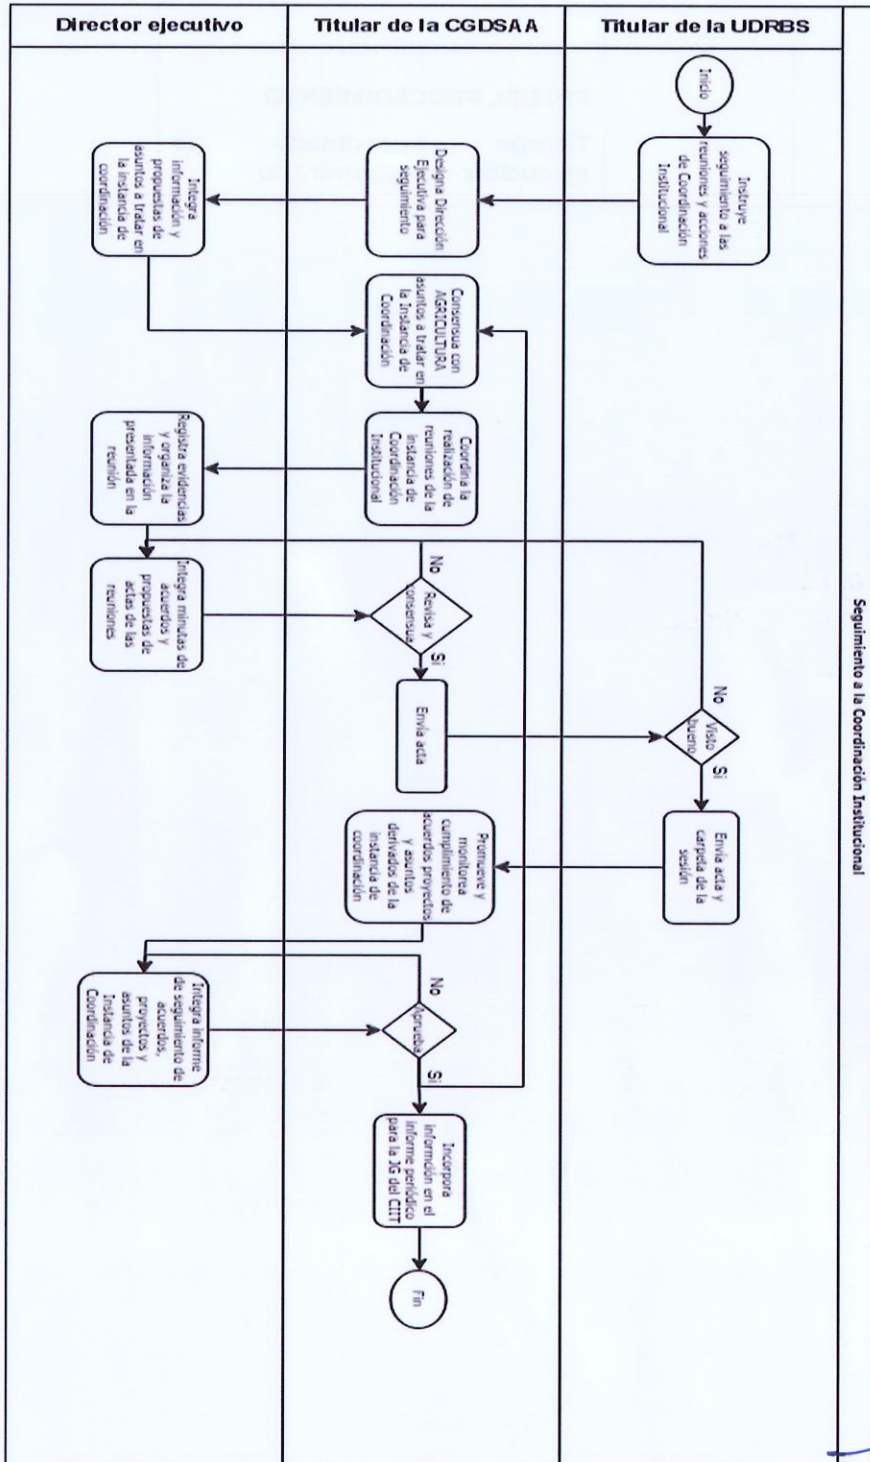 Seguimiento a la Coordinación Institucional
Titular de la UDRBS
Titular de la CGDSAA
Director ejecutivo
Inicio
Instruye
seguimiento a las
reuniones y acciones
de Coordinación
Institucional
Designa Dirección
Ejecutiva para
seguimiento
Integra
información y
propuestas de
asuntos a tratar en
la instancia de
coordinación
Consensua con
AGRICULTURA
asuntos a tratar en
la Instancia de
Coordinación
Coordina la
realización de
reuniones de la
instancia de
Coordinación
Institucional
Registra evidencias
y organiza la
información
presentada en la
reunión
Integra minutas de
acuerdos y
propuestas de
actas de las
reuniones
No
Revisa y
consensua
Si
Envía acta
No
Visto
bueno
Si
Envía acta y
carpeta de la
sesión
Promueve y
monitorea
cumplimiento de
acuerdos proyectos
y asuntos
derivados de la
instancia de
coordinación
Integra informe
de seguimiento de
acuerdos,
proyectos y
asuntos de la
Instancia de
Coordinación
No
Aprueba
Si
Incorpora
informción en el
informe periódico
para la JG del CIIT
Fin
FIN DEL PROCEDIMIENTO